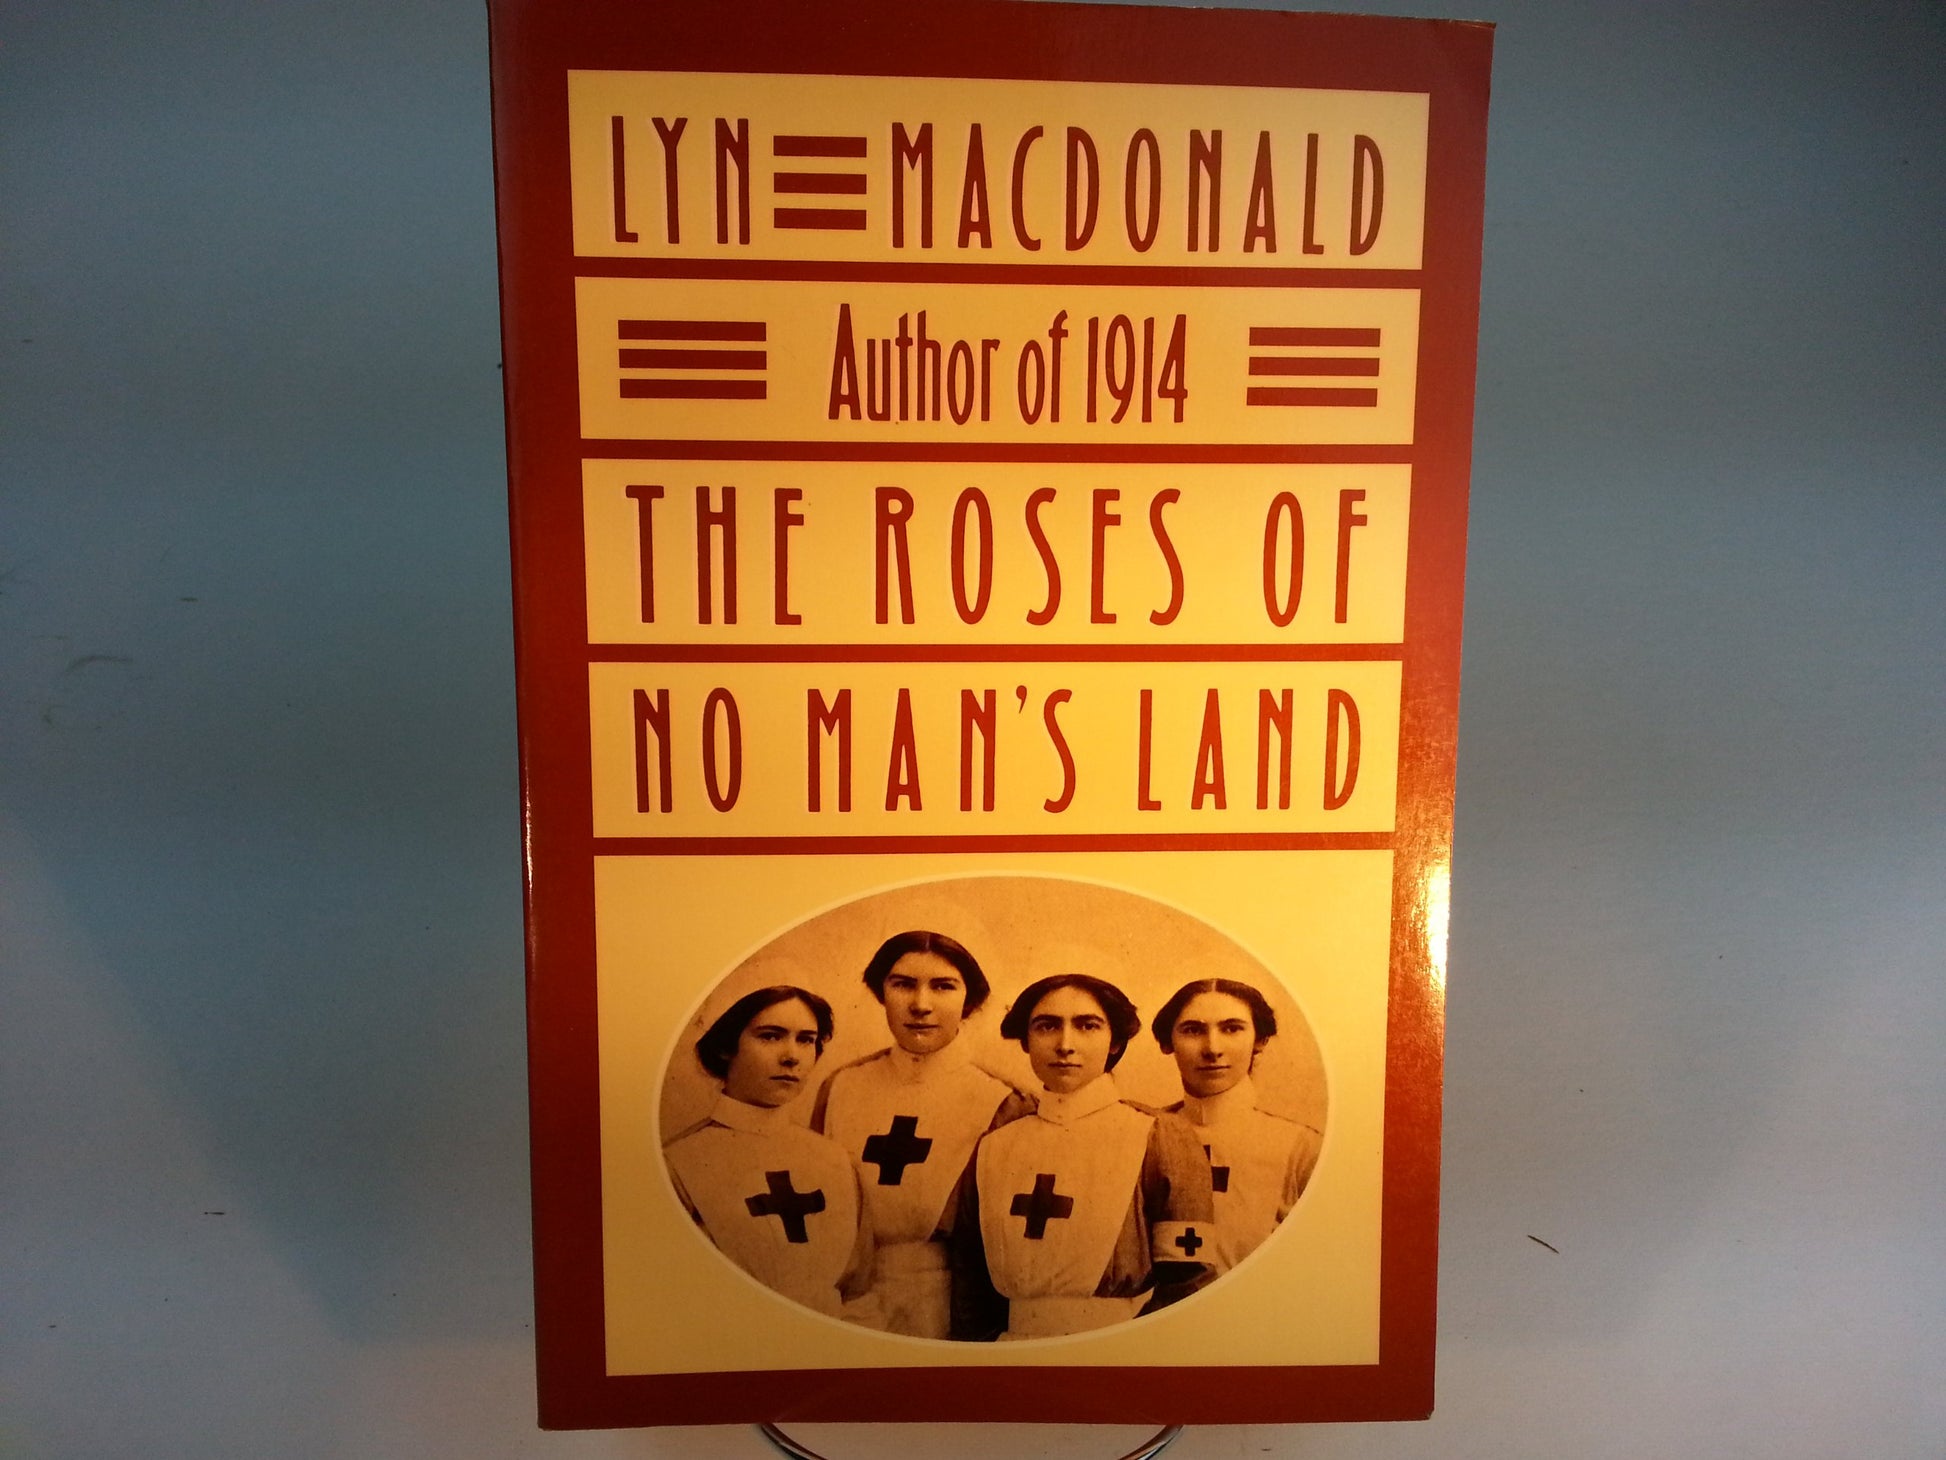 LYN MACDONALD
Author of 1914
THE ROSES OF
NO MAN'S LAND